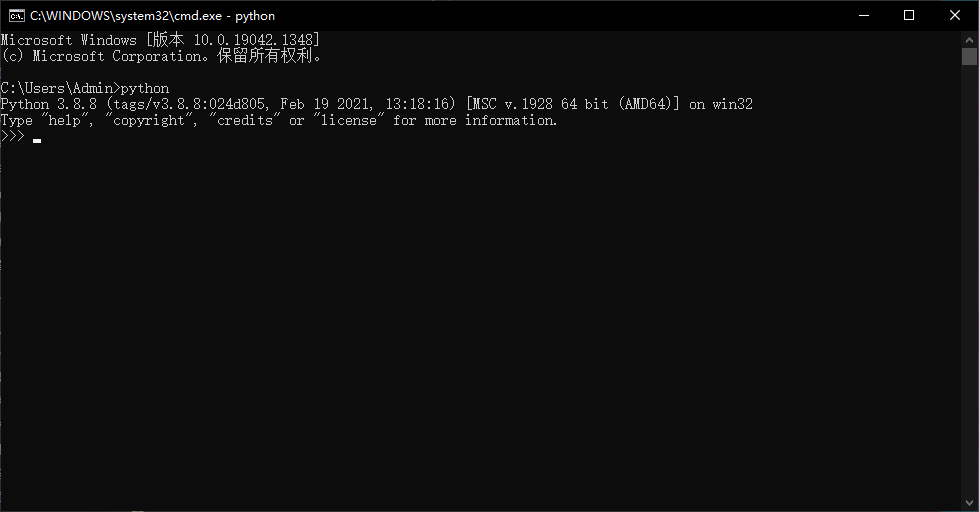 C:\WINDOWS\system32\cmd.exe - python
Microsoft Windows [版本 10.0.19042.1348]
(c) Microsoft Corporation。保留所有权利。
C:\Users\Admin>python
Python 3.8.8 (tags/v3.8.8:024d805, Feb 19 2021, 13:18:16) [MSC v.1928 64 bit (AMD64)] on win32
Type "help", "copyright", "credits" or "license" for more information.
>>>